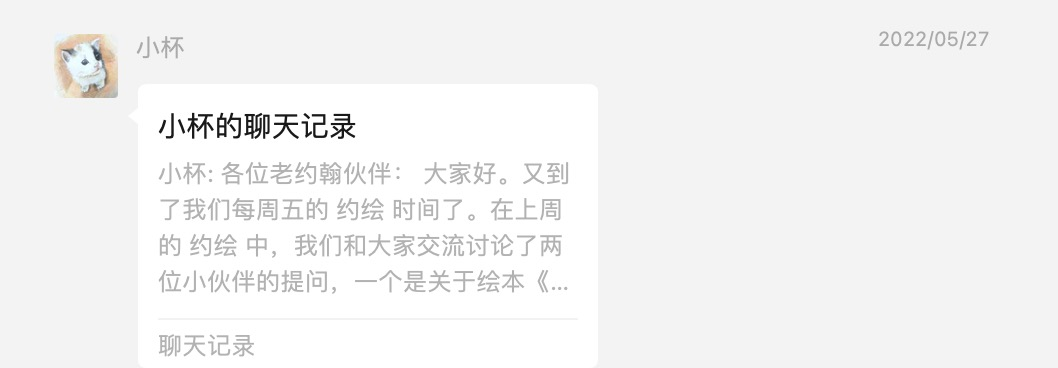 小杯
2022/05/27
小杯的聊天记录
小杯: 各位老约翰伙伴： 大家好。又到
了我们每周五的 约绘 时间了。在上周
的 约绘 中，我们和大家交流讨论了两
位小伙伴的提问，一个是关于绘本《...
聊天记录